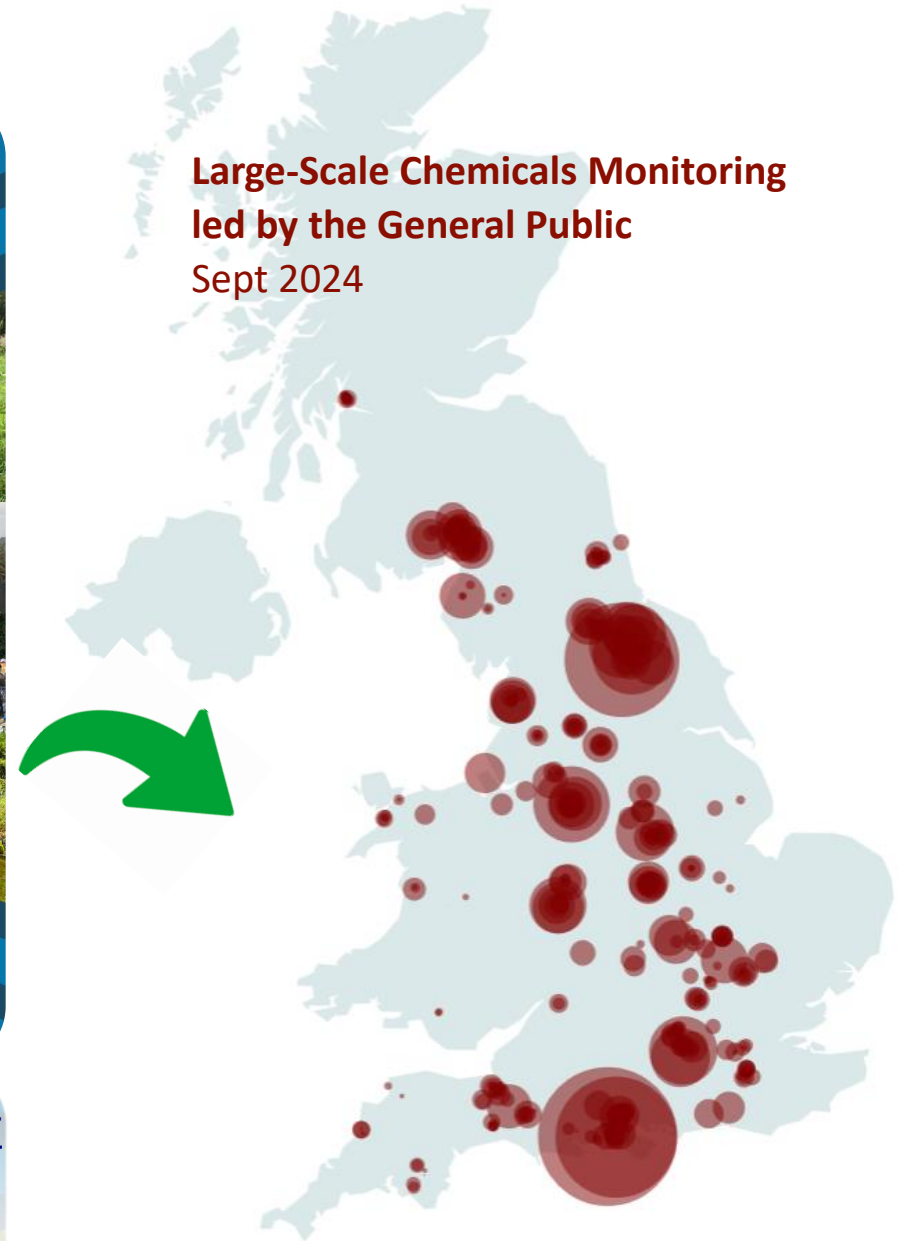 Large-Scale Chemicals Monitoring
led by the General Public
Sept 2024